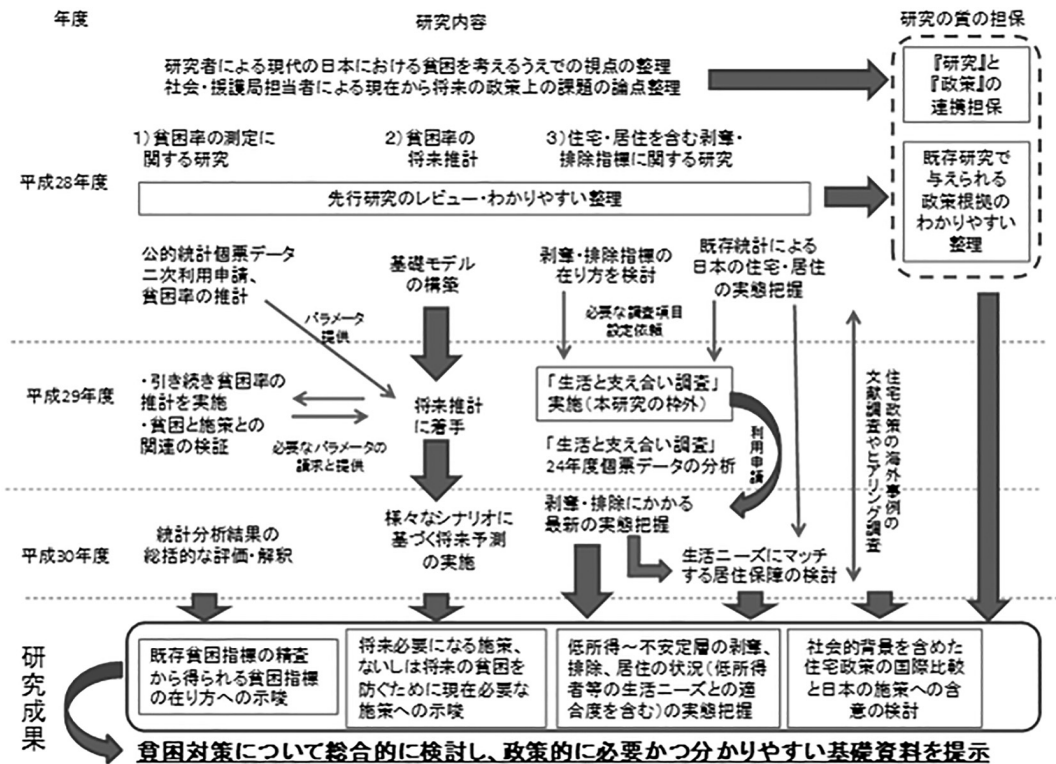 年度
研究内容
研究の質の担保
研究者による現代の日本における貧困を考えるうえでの視点の整理
社会・援護局担当者による現在から将来の政策上の課題の論点整理
『研究』と
『政策』の
連携担保
平成28年度
1)貧困率の測定に
関する研究
2)貧困率の
将来推計
3)住宅・居住を含む剥奪・
排除指標に関する研究
先行研究のレビュー・わかりやすい整理
既存研究で
与えられる
政策根拠の
わかりやすい
整理
公的統計個票データ
二次利用申請、
貧困率の推計
基礎モデル
の構築
剥奪・排除指標の
在り方を検討
既存統計による
日本の住宅・居住
の実態把握
パラメータ
提供
必要な調査項目
設定依頼
平成29年度
・引き続き貧困率の
推計を実施
・貧困と施策との
関連の検証
必要なパラメータの
請求と提供
将来推計
に着手
「生活と支え合い調査」
実施(本研究の枠外)
「生活と支え合い調査」
24年度個票データの分析
利用申請
住宅政策の海外事例の
文献調査やヒアリング調査
平成30年度
統計分析結果の
総括的な評価・解釈
様々なシナリオに
基づく将来予測
の実施
剥奪・排除にかかる
最新の実態把握
生活ニーズにマッチ
する居住保障の検討
研究成果
既存貧困指標の精査
から得られる貧困指標
の在り方への示唆
将来必要になる施策、
ないしは将来の貧困を
防ぐために現在必要な
施策への示唆
低所得~不安定層の剥奪、
排除、居住の状況(低所得
者等の生活ニーズとの適
合度を含む)の実態把握
社会的背景を含めた
住宅政策の国際比較
と日本の施策への含
意の検討
貧困対策について総合的に検討し、政策的に必要かつ分かりやすい基礎資料を提示